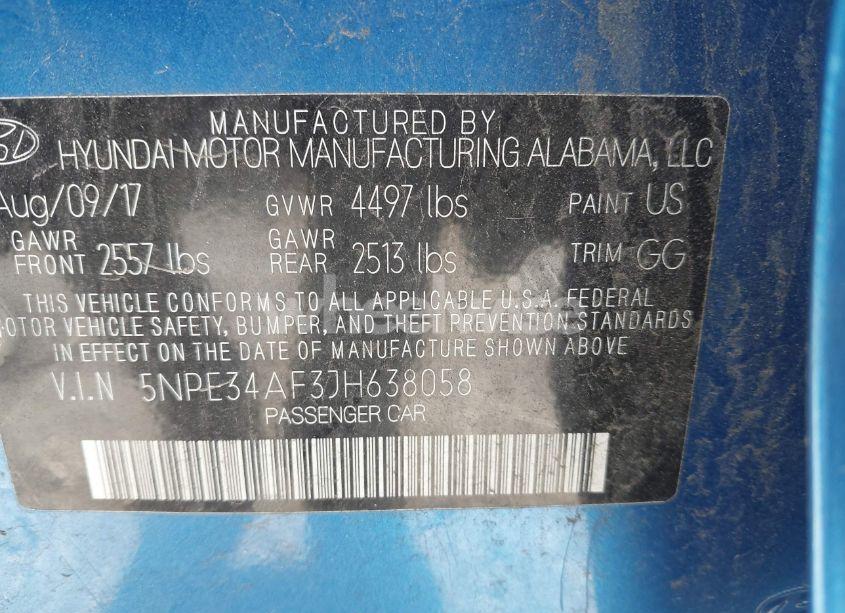 MANUFACTURED BY
HYUNDAI MOTOR MANUFACTURING ALABAMA, LLC
Aug/09/17 GVWR 4497 lbs PAINT US
GAWR FRONT 2557 lbs GAWR REAR 2513 lbs TRIM GG
THIS VEHICLE CONFORMS TO ALL APPLICABLE U.S.A. FEDERAL
MOTOR VEHICLE SAFETY, BUMPER, AND THEFT PREVENTION STANDARDS
IN EFFECT ON THE DATE OF MANUFACTURE SHOWN ABOVE
V.I.N 5NPE34AF3JH638058
PASSENGER CAR